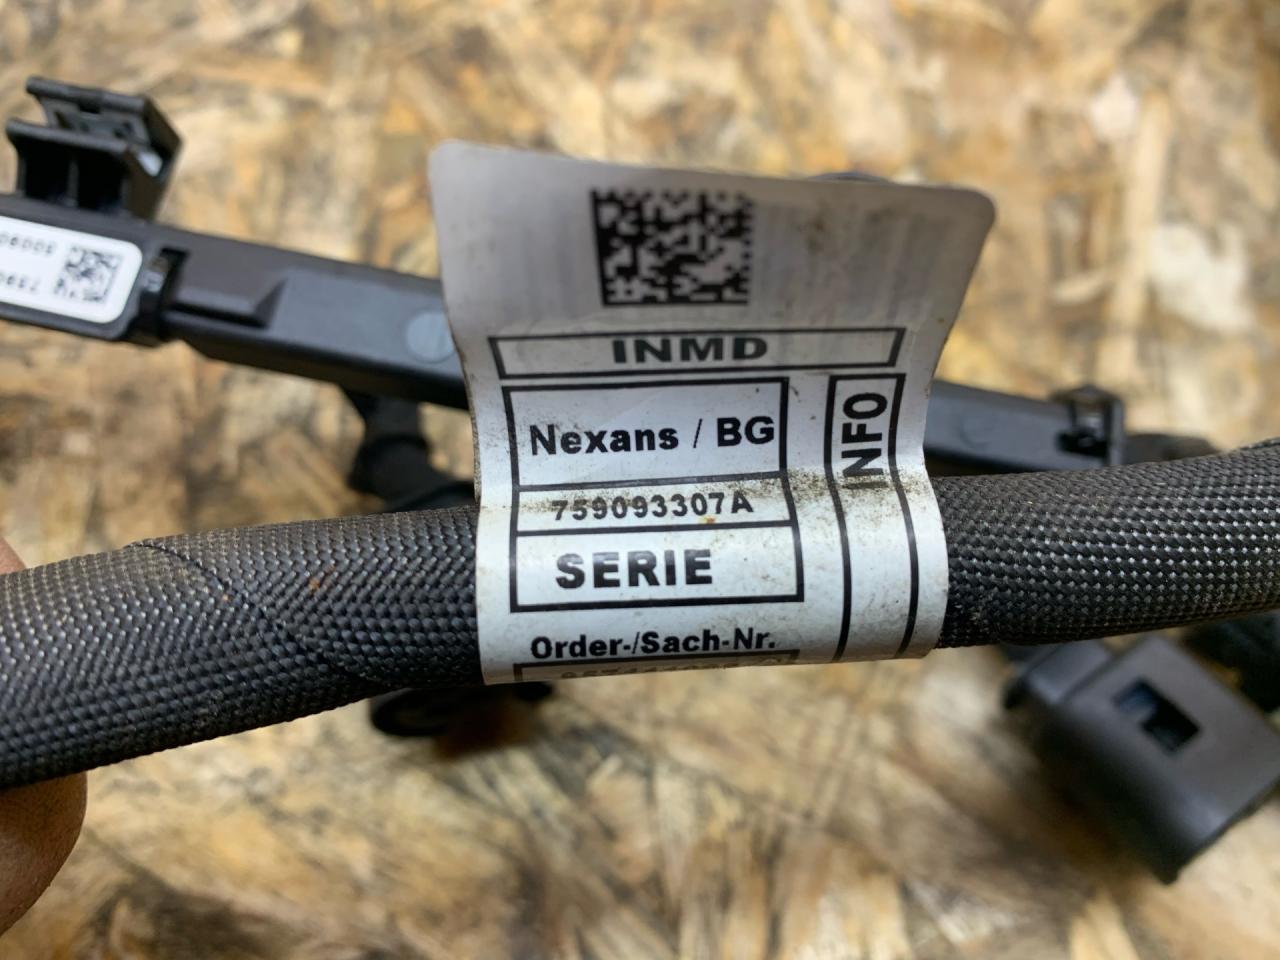 INMD
Nexans / BG
INFO
759093307A
SERIE
Order-/Sach-Nr.